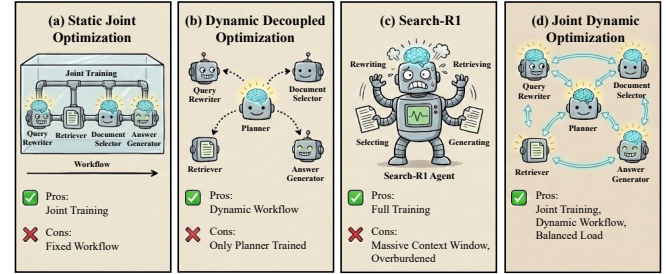 (a) Static Joint
Optimization
Joint Training
Query
Rewriter
Retriever
Document
Selector
Answer
Generator
Workflow
Pros:
Joint Training
Cons:
Fixed Workflow
(b) Dynamic Decoupled
Optimization
Query
Rewriter
Document
Selector
Planner
Retriever
Answer
Generator
Pros:
Dynamic Workflow
Cons:
Only Planner Trained
(c) Search-R1
Rewriting
Retrieving
Selecting
Generating
Search-R1 Agent
Pros:
Full Training
Cons:
Massive Context Window,
Overburdened
(d) Joint Dynamic
Optimization
Query
Rewriter
Document
Selector
Planner
Retriever
Answer
Generator
Pros:
Joint Training,
Dynamic Workflow,
Balanced Load